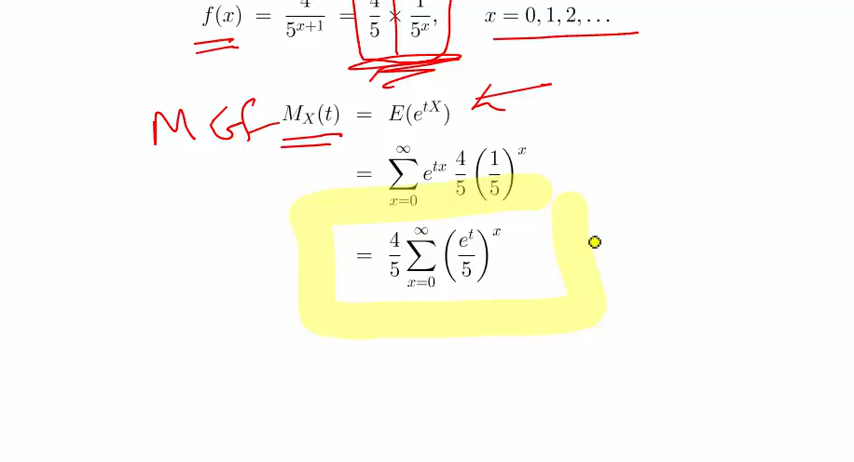 f(x) = 4/5^{x+1} = 4/5 × 1/5^x, x = 0, 1, 2, ...
MGF M_X(t) = E(e^{tX})
= ∑_{x=0}^{∞} e^{tx} 4/5 (1/5)^x
= 4/5 ∑_{x=0}^{∞} (e^t/5)^x